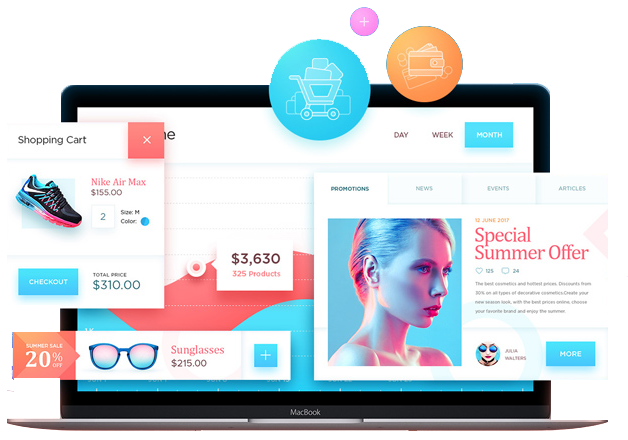 +
me
DAY WEEK MONTH
Shopping Cart ×
Nike Air Max
$155.00
2
Size: M
Color:
CHECKOUT
TOTAL PRICE
$310.00
$3,630
325 Products
1K
SUMMER SALE
20% OFF
Sunglasses
$215.00
+
PROMOTIONS NEWS EVENTS ARTICLES
12 JUNE 2017
Special
Summer Offer
125 24
The best cosmetics and hottest prices. Discounts from
30% on all types of decorative cosmetics.Create your
new season look, with the best prices online. Choose
your favorite brand and enjoy the summer.
JULIA
WALTERS
MORE
MacBook